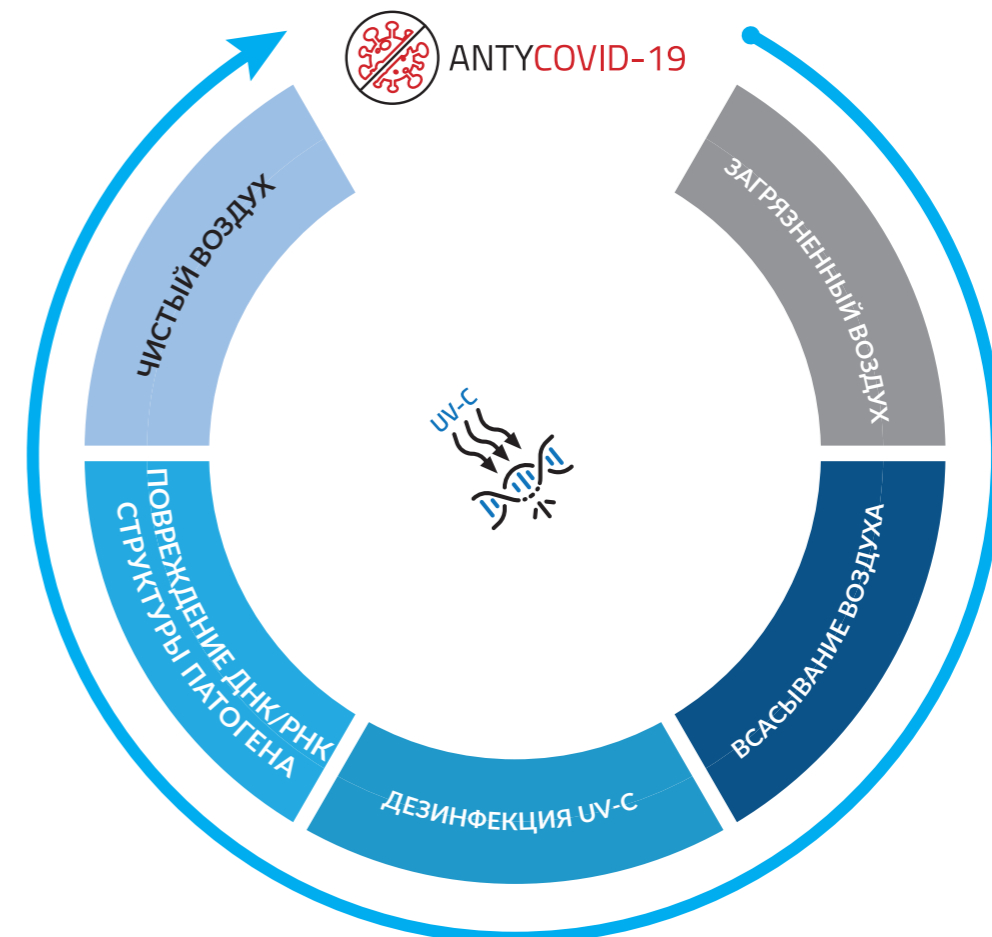 ANTYCOVID-19
ЗАГРЯЗНЕННЫЙ ВОЗДУХ
ВСАСЫВАНИЕ ВОЗДУХА
ДЕЗИНФЕКЦИЯ UV-C
ПОВРЕЖДЕНИЕ ДНК/РНК
СТРУКТУРЫ ПАТОГЕНА
ЧИСТЫЙ ВОЗДУХ
UV-C